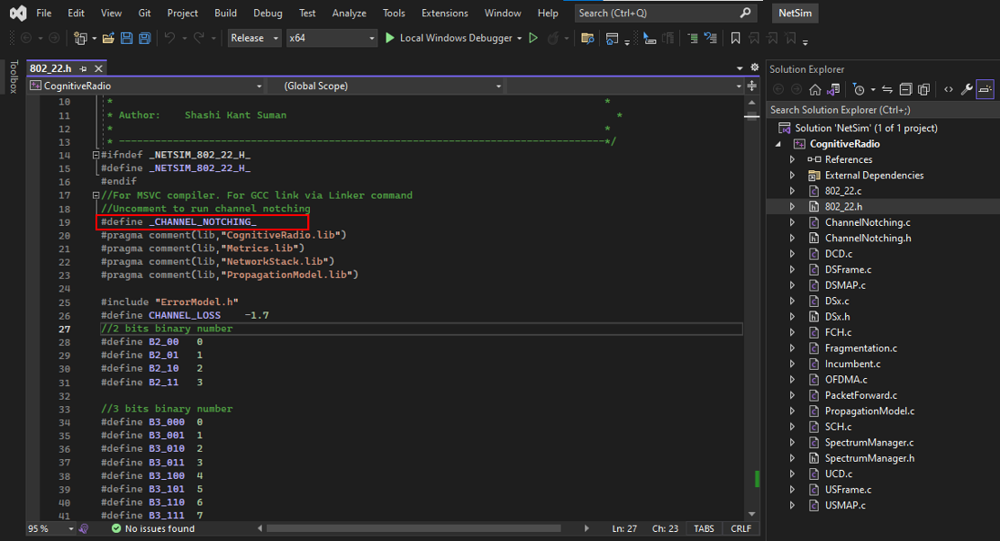 File Edit View Git Project Build Debug Test Analyze Tools Extensions Window Help Search (Ctrl+Q) NetSim
Release x64 Local Windows Debugger
Toolbox
802_22.h
CognitiveRadio (Global Scope)
10 * *
11 * Author: Shashi Kant Suman *
12 * *
13 * ----------------------------------------------------------------------------------*/
14 #ifndef _NETSIM_802_22_H_
15 #define _NETSIM_802_22_H_
16 #endif
17 //For MSVC compiler. For GCC link via Linker command
18 //Uncomment to run channel notching
19 #define _CHANNEL_NOTCHING_
20 #pragma comment(lib,"CognitiveRadio.lib")
21 #pragma comment(lib,"Metrics.lib")
22 #pragma comment(lib,"NetworkStack.lib")
23 #pragma comment(lib,"PropagationModel.lib")
24
25 #include "ErrorModel.h"
26 #define CHANNEL_LOSS -1.7
27 //2 bits binary number
28 #define B2_00 0
29 #define B2_01 1
30 #define B2_10 2
31 #define B2_11 3
32
33 //3 bits binary number
34 #define B3_000 0
35 #define B3_001 1
36 #define B3_010 2
37 #define B3_011 3
38 #define B3_100 4
39 #define B3_101 5
40 #define B3_110 6
41 #define B3_111 7
95 % No issues found Ln: 27 Ch: 23 TABS CRLF
Solution Explorer
Search Solution Explorer (Ctrl+;)
Solution 'NetSim' (1 of 1 project)
CognitiveRadio
References
External Dependencies
802_22.c
802_22.h
ChannelNotching.c
ChannelNotching.h
DCD.c
DSFrame.c
DSMAP.c
DSx.c
DSx.h
FCH.c
Fragmentation.c
Incumbent.c
OFDMA.c
PacketForward.c
PropagationModel.c
SCH.c
SpectrumManager.c
SpectrumManager.h
UCD.c
USFrame.c
USMAP.c